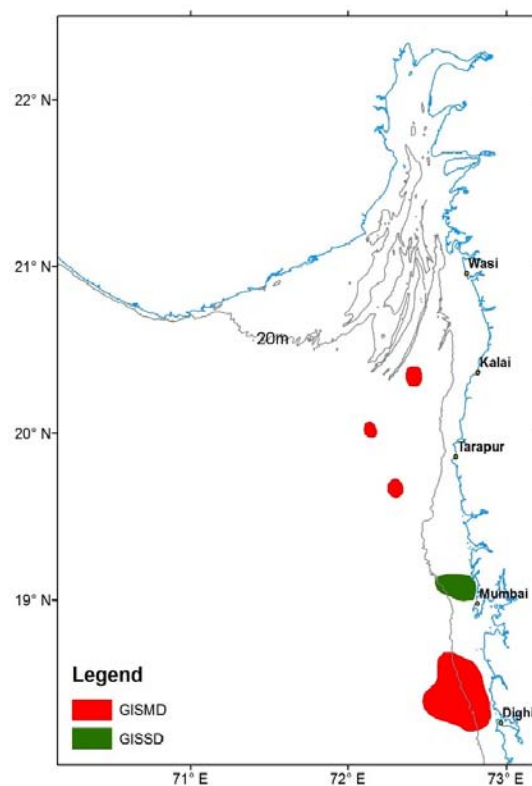 22° N
21° N
Wasi
20m
Kalai
20° N
Tarapur
19° N
Mumbai
Legend
GISMD
GISSD
Dighi
71° E
72° E
73° E